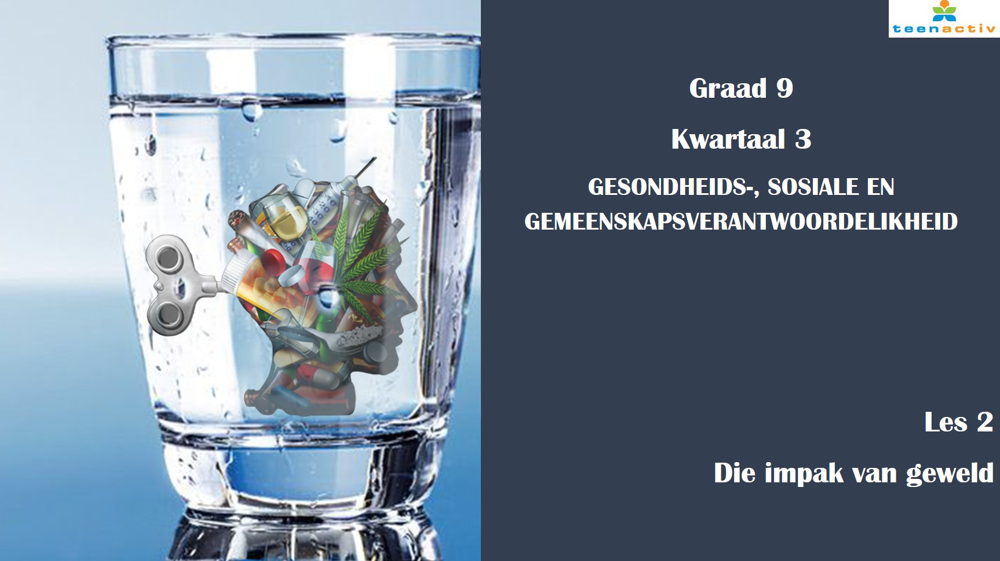 teenactiv
Graad 9
Kwartaal 3
GESONDHEIDS-, SOSIALE EN
GEMEENSKAPSVERANTWOORDELIKHEID
Les 2
Die impak van geweld